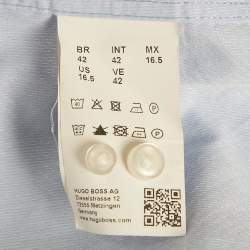 BR INT MX
42 42 16.5
US VE
16.5 42
HUGO BOSS AG
Dieselstrasse 12
72555 Metzingen
Germany
www.hugoboss.com